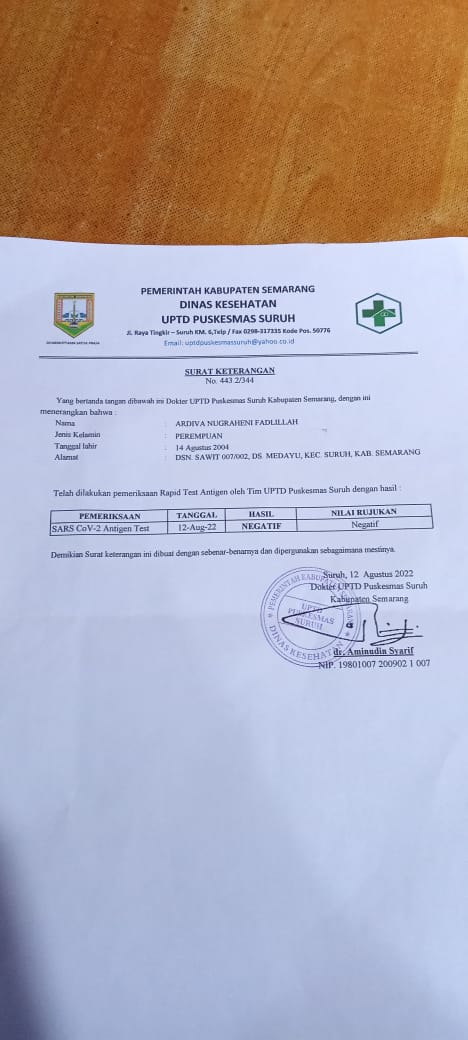 PEMERINTAH KABUPATEN SEMARANG
DINAS KESEHATAN
UPTD PUSKESMAS SURUH
Jl. Raya Tingkir – Suruh KM. 6,Telp / Fax 0298-317335 Kode Pos. 50776
Email: uptdpuskesmassuruh@yahoo.co.id
SURAT KETERANGAN
No. 443.2/344
Yang bertanda tangan dibawah ini Dokter UPTD Puskesmas Suruh Kabupaten Semarang, dengan ini
menerangkan bahwa :
Nama : ARDIVA NUGRAHENI FADLILLAH
Jenis Kelamin : PEREMPUAN
Tanggal lahir : 14 Agustus 2004
Alamat : DSN. SAWIT 007/002, DS. MEDAYU, KEC. SURUH, KAB. SEMARANG
Telah dilakukan pemeriksaan Rapid Test Antigen oleh Tim UPTD Puskesmas Suruh dengan hasil :
PEMERIKSAAN TANGGAL HASIL NILAI RUJUKAN
SARS CoV-2 Antigen Test 12-Aug-22 NEGATIF Negatif
Demikian Surat keterangan ini dibuat dengan sebenar-benarnya dan dipergunakan sebagaimana mestinya.
Suruh, 12 Agustus 2022
Dokter UPTD Puskesmas Suruh
Kabupaten Semarang
PEMERINTAH KABUPATEN SEMARANG
UPTD
PUSKESMAS
SURUH
DINAS KESEHATAN
dr. Aminudin Syarif
NIP. 19801007 200902 1 007